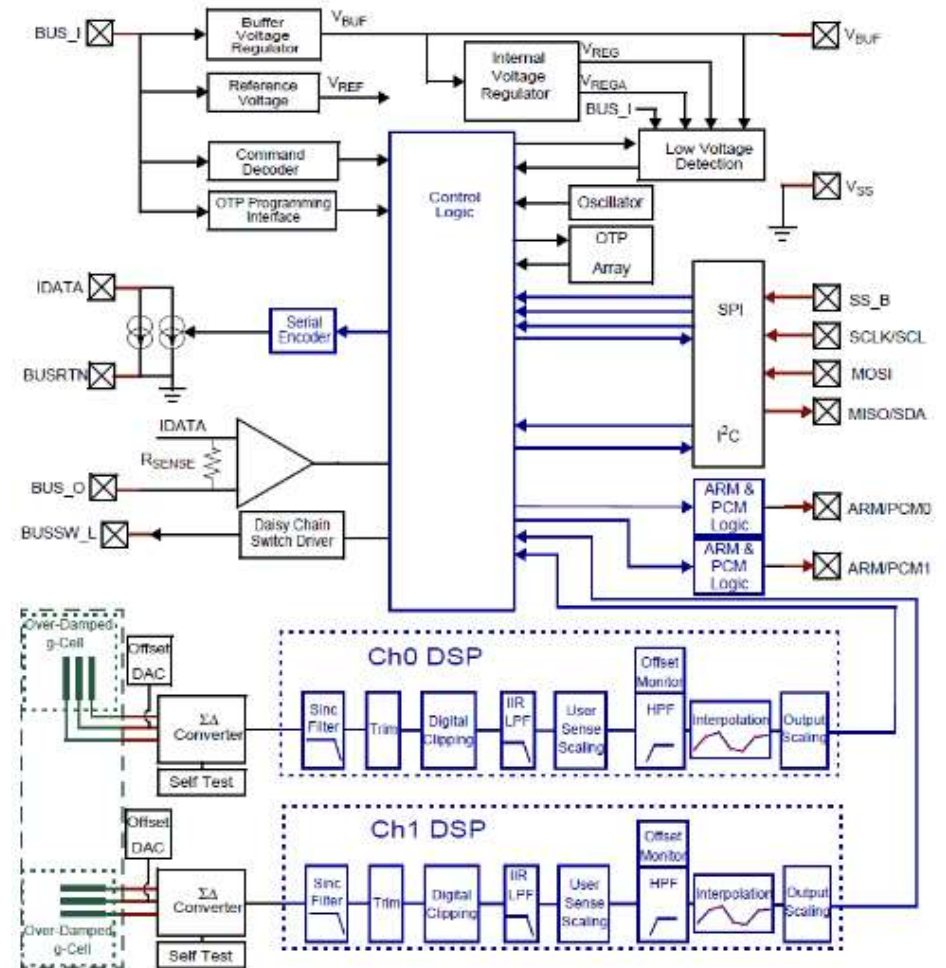 BUS_I
Buffer
Voltage
Regulator
VBUF
VBUF
Internal
Voltage
Regulator
VREG
VREGA
BUS_I
Reference
Voltage
VREF
Low Voltage
Detection
Command
Decoder
OTP Programming
Interface
Control
Logic
VSS
Oscillator
OTP
Array
IDATA
BUSRTN
Serial
Encoder
SPI
I2C
SS_B
SCLK/SCL
MOSI
MISO/SDA
IDATA
RSENSE
BUS_O
BUSSW_L
Daisy Chain
Switch Driver
ARM &
PCM
Logic
ARM/PCM0
ARM &
PCM
Logic
ARM/PCM1
Over-Damped
g-Cell
Offset
DAC
ΣΔ
Converter
Self Test
Ch0 DSP
Sinc
Filter
Trim
Digital
Clipping
IIR
LPF
User
Sense
Scaling
Offset
Monitor
HPF
Interpolation
Output
Scaling
Offset
DAC
ΣΔ
Converter
Self Test
Over-Damped
g-Cell
Ch1 DSP
Sinc
Filter
Trim
Digital
Clipping
IIR
LPF
User
Sense
Scaling
Offset
Monitor
HPF
Interpolation
Output
Scaling